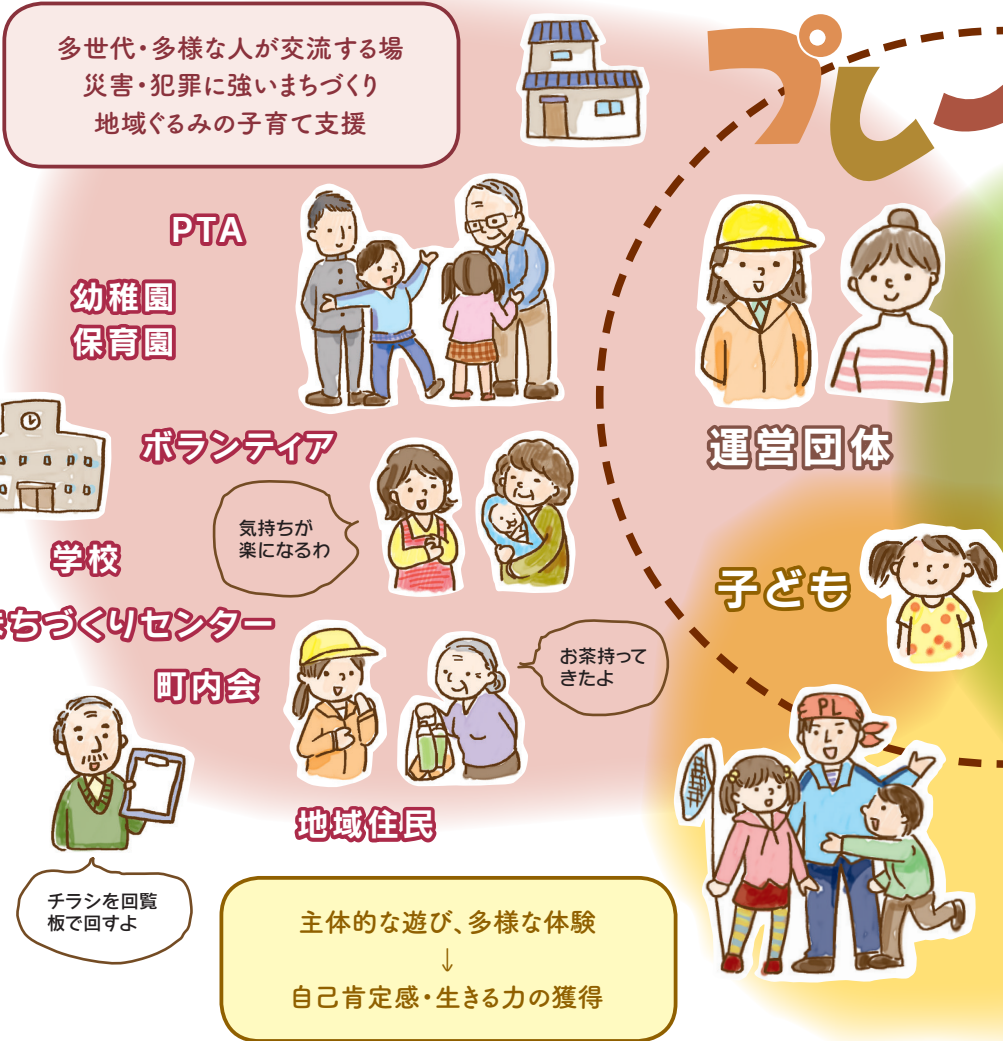 多世代・多様な人が交流する場
災害・犯罪に強いまちづくり
地域ぐるみの子育て支援
プレ
PTA
幼稚園
保育園
運営団体
ボランティア
気持ちが
楽になるわ
学校
子ども
まちづくりセンター
お茶持って
きたよ
町内会
PL
地域住民
チラシを回覧
板で回すよ
主体的な遊び、多様な体験
↓
自己肯定感・生きる力の獲得